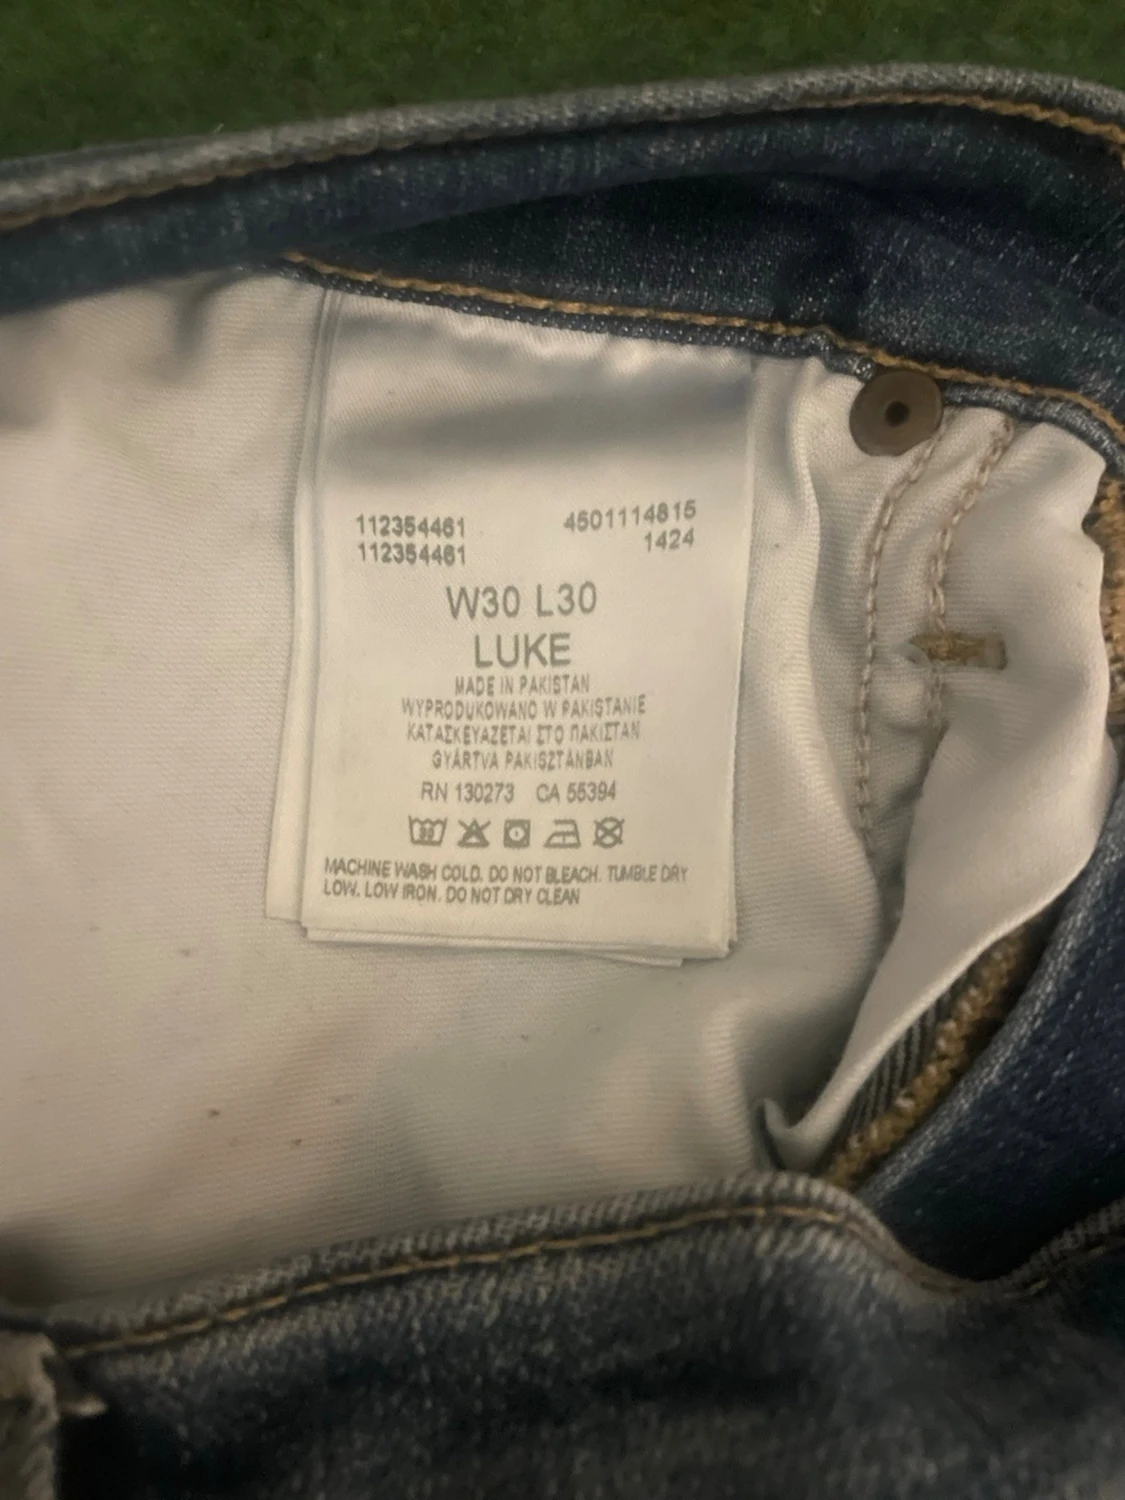 112354461 4501114815
112354461 1424
W30 L30
LUKE
MADE IN PAKISTAN
WYPRODUKOWANO W PAKISTANIE
ΚΑΤΑΣΚΕΥΑΖΕΤΑΙ ΣΤΟ ΠΑΚΙΣΤΑΝ
GYÁRTVA PAKISZTÁNBAN
RN 130273 CA 55394
30
MACHINE WASH COLD. DO NOT BLEACH. TUMBLE DRY
LOW. LOW IRON. DO NOT DRY CLEAN